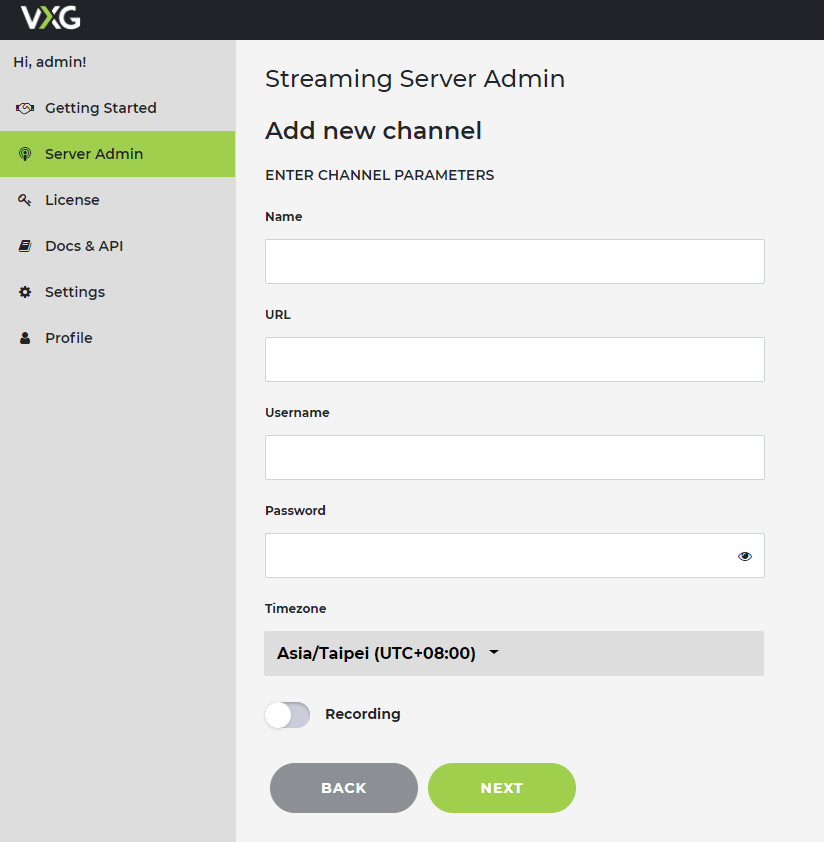 VXG
Hi, admin!
Getting Started
Server Admin
License
Docs & API
Settings
Profile
Streaming Server Admin
Add new channel
ENTER CHANNEL PARAMETERS
Name
URL
Username
Password
Timezone
Asia/Taipei (UTC+08:00)
Recording
BACK
NEXT